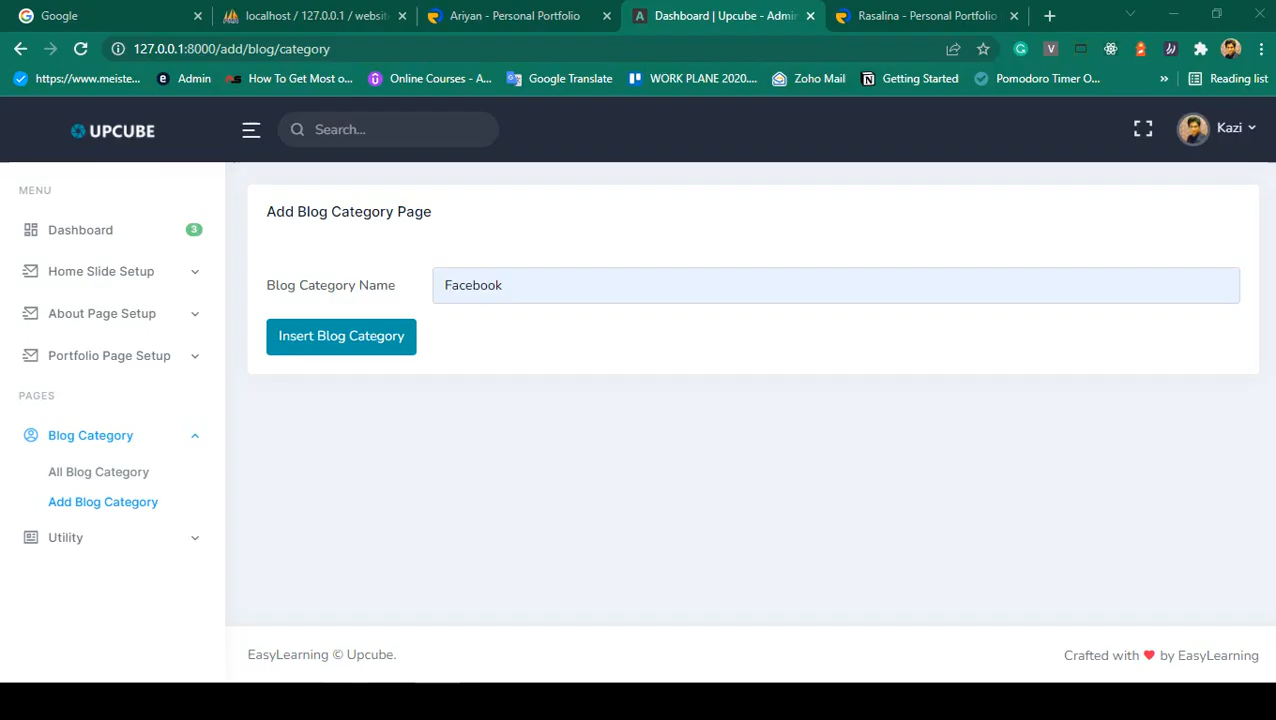 Google
localhost / 127.0.0.1 / websit
Ariyan - Personal Portfolio
Dashboard | Upcube - Admin
Rasalina - Personal Portfolio
127.0.0.1:8000/add/blog/category
https://www.meiste...
Admin
How To Get Most o...
Online Courses - A...
Google Translate
WORK PLANE 2020....
Zoho Mail
Getting Started
Pomodoro Timer O...
»
Reading list
UPCUBE
Search...
Kazi
MENU
Dashboard
3
Home Slide Setup
About Page Setup
Portfolio Page Setup
PAGES
Blog Category
All Blog Category
Add Blog Category
Utility
Add Blog Category Page
Blog Category Name
Facebook
Insert Blog Category
EasyLearning © Upcube.
Crafted with ❤ by EasyLearning